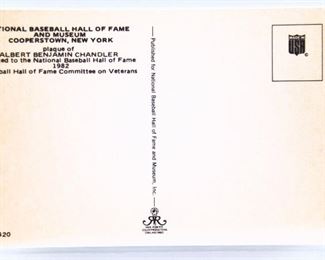 TIONAL BASEBALL HALL OF FAME
AND MUSEUM
COOPERSTOWN, NEW YORK
plaque of
ALBERT BENJAMIN CHANDLER
ted to the National Baseball Hall of Fame
1982
ball Hall of Fame Committee on Veterans
Published for National Baseball Hall of Fame and Museum, Inc.
420